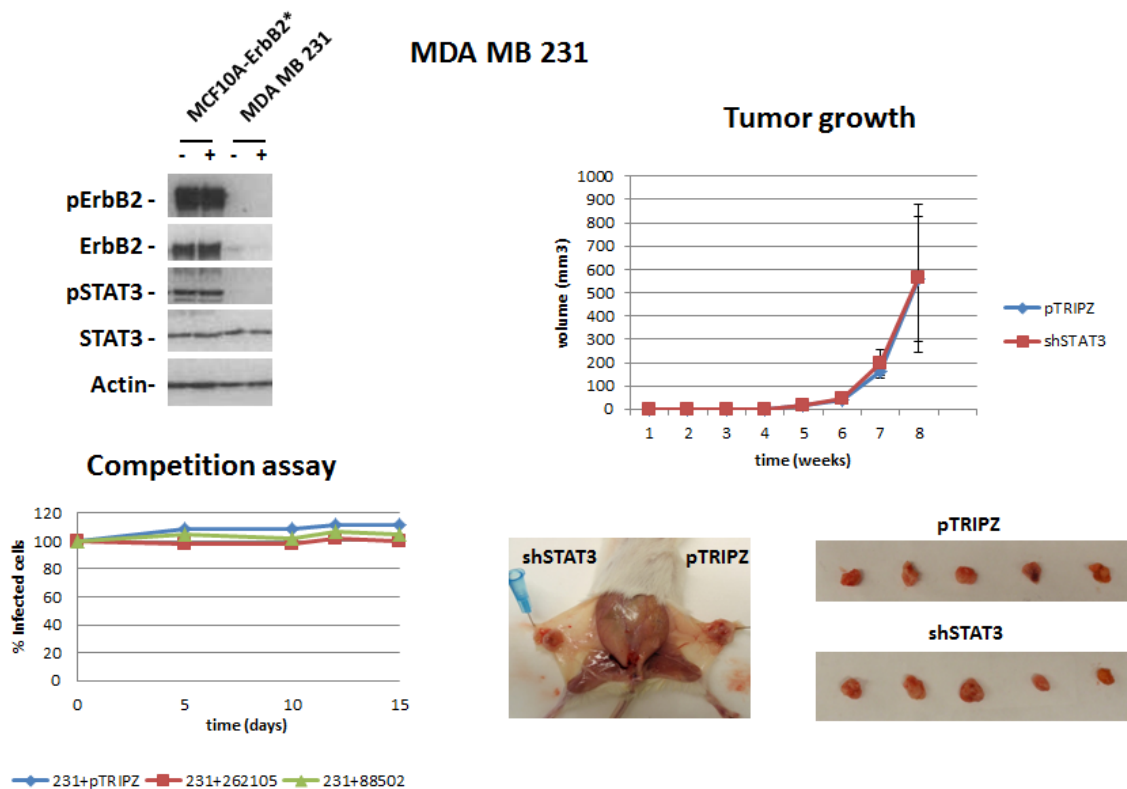 MDA MB 231
MCF10A-ErbB2*
MDA MB 231
- + - +
pErbB2 -
ErbB2 -
pSTAT3 -
STAT3 -
Actin-
Tumor growth
1000
900
800
700
600
500
400
300
200
100
0
volume (mm3)
1 2 3 4 5 6 7 8
time (weeks)
pTRIPZ
shSTAT3
Competition assay
120
100
80
60
40
20
0
% Infected cells
0 5 10 15
time (days)
231+pTRIPZ 231+262105 231+88502
shSTAT3 pTRIPZ
pTRIPZ
shSTAT3